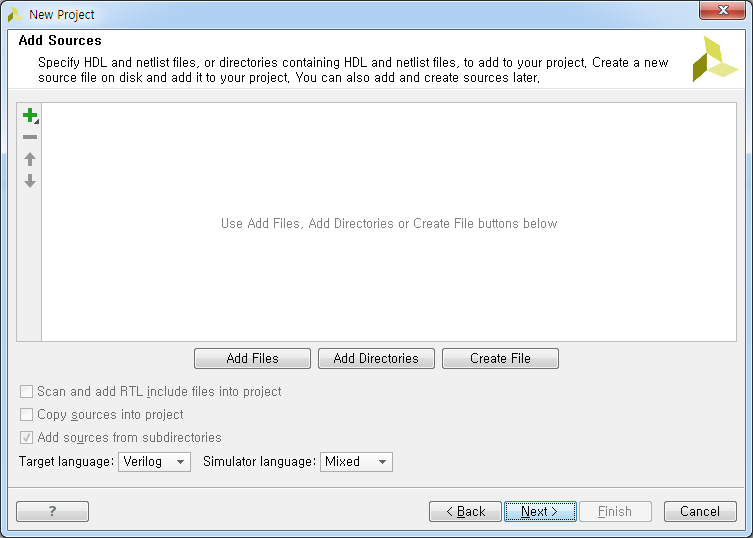 New Project
Add Sources
Specify HDL and netlist files, or directories containing HDL and netlist files, to add to your project. Create a new
source file on disk and add it to your project. You can also add and create sources later.
Use Add Files, Add Directories or Create File buttons below
Add Files Add Directories Create File
Scan and add RTL include files into project
Copy sources into project
Add sources from subdirectories
Target language: Verilog Simulator language: Mixed
? < Back Next > Finish Cancel